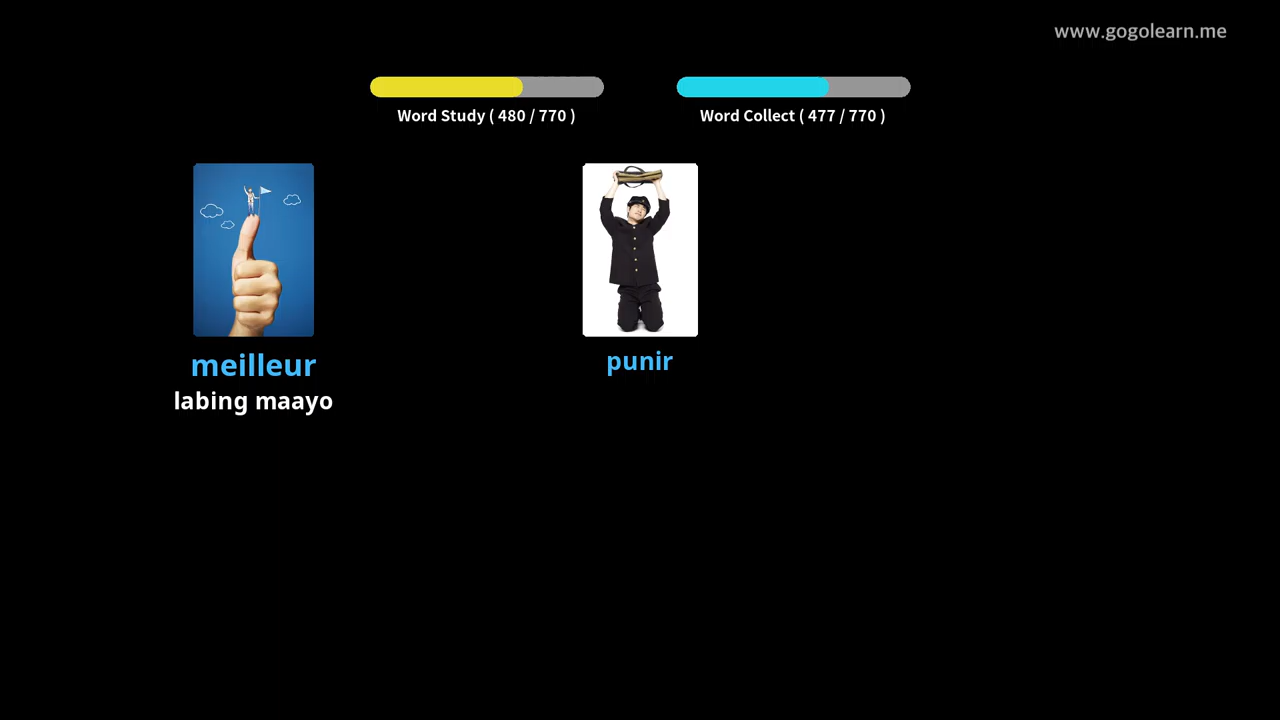 www.gogolearn.me
Word Study ( 480 / 770 )
Word Collect ( 477 / 770 )
meilleur
labing maayo
punir